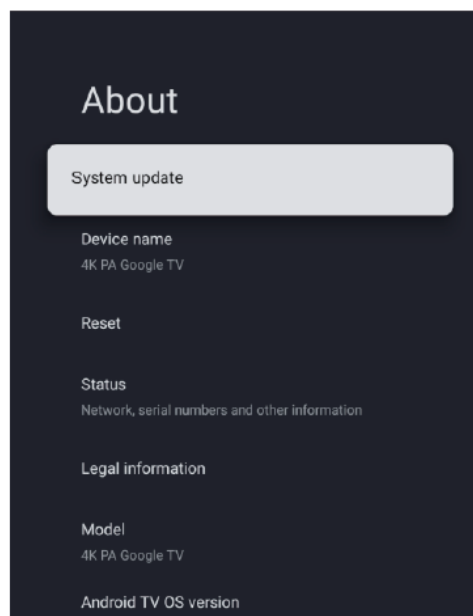 About
System update
Device name
4K PA Google TV
Reset
Status
Network, serial numbers and other information
Legal information
Model
4K PA Google TV
Android TV OS version